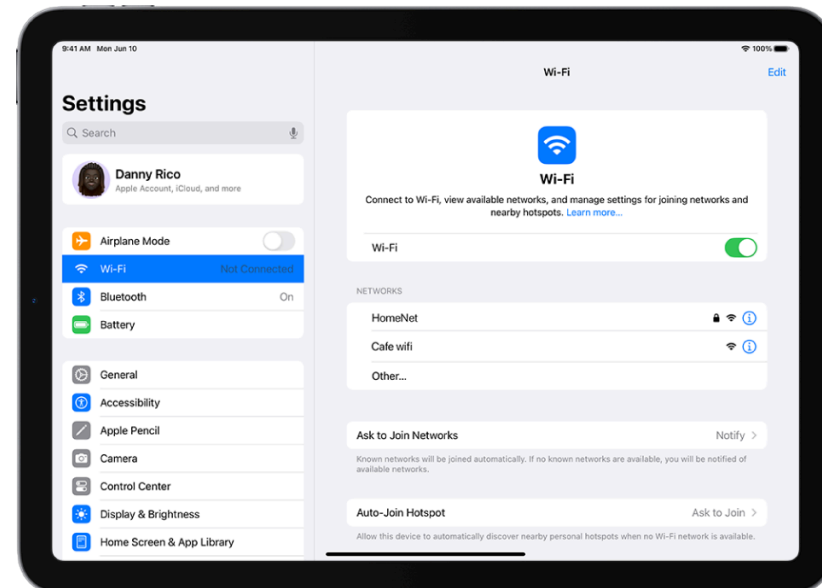 9:41 AM Mon Jun 10
100%
Settings
Search
Danny Rico
Apple Account, iCloud, and more
Airplane Mode
Wi-Fi Not Connected
Bluetooth On
Battery
General
Accessibility
Apple Pencil
Camera
Control Center
Display & Brightness
Home Screen & App Library
Wi-Fi
Edit
Wi-Fi
Connect to Wi-Fi, view available networks, and manage settings for joining networks and
nearby hotspots. Learn more...
Wi-Fi
NETWORKS
HomeNet
Cafe wifi
Other...
Ask to Join Networks Notify
Known networks will be joined automatically. If no known networks are available, you will be notified of
available networks.
Auto-Join Hotspot Ask to Join
Allow this device to automatically discover nearby personal hotspots when no Wi-Fi network is available.